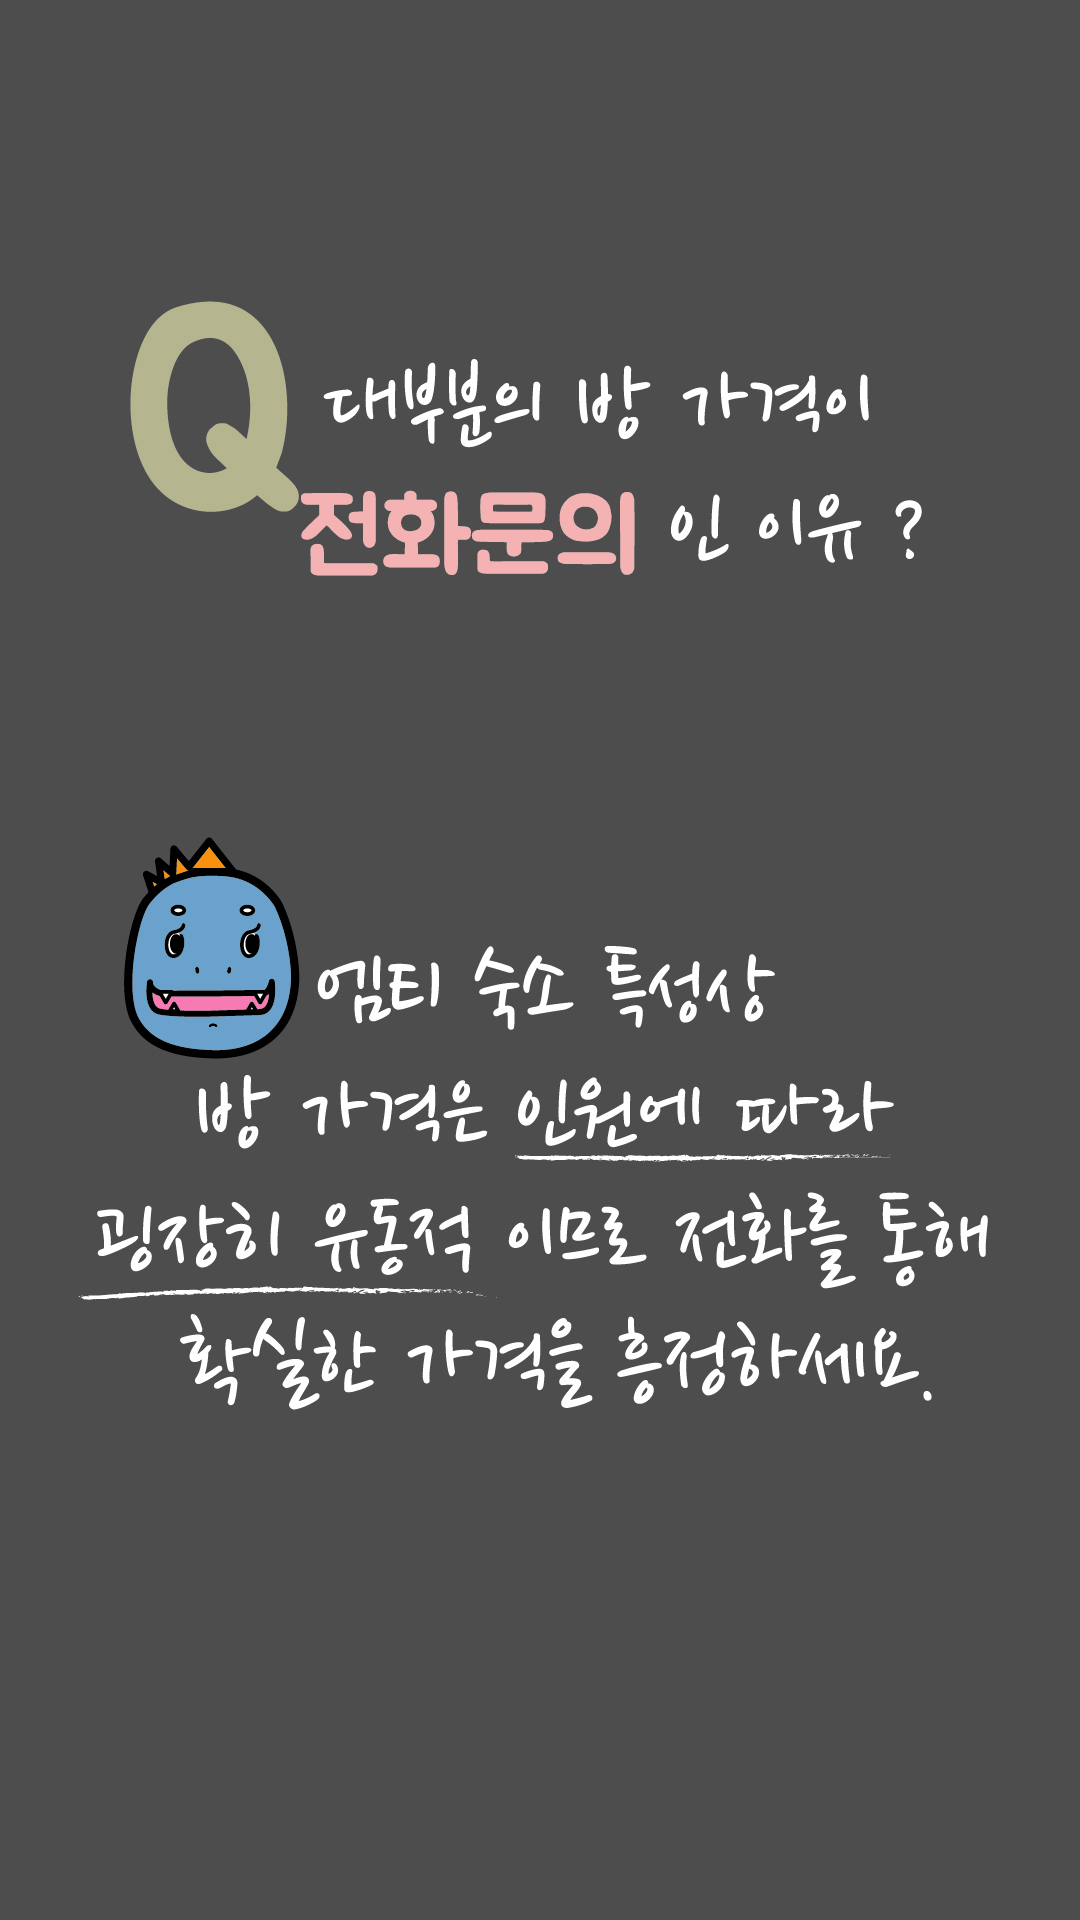 Q 대부분의 방 가격이
전화문의 인 이유 ?
엠티 숙소 특성상
방 가격은 인원에 따라
굉장히 유동적 이므로 전화를 통해
확실한 가격을 흥정하세요.